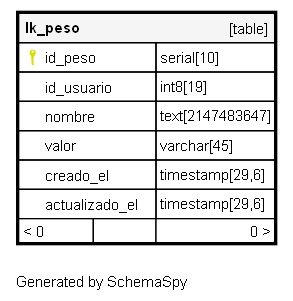 lk_peso [table]
id_peso serial[10]
id_usuario int8[19]
nombre text[2147483647]
valor varchar[45]
creado_el timestamp[29,6]
actualizado_el timestamp[29,6]
< 0 0 >
Generated by SchemaSpy